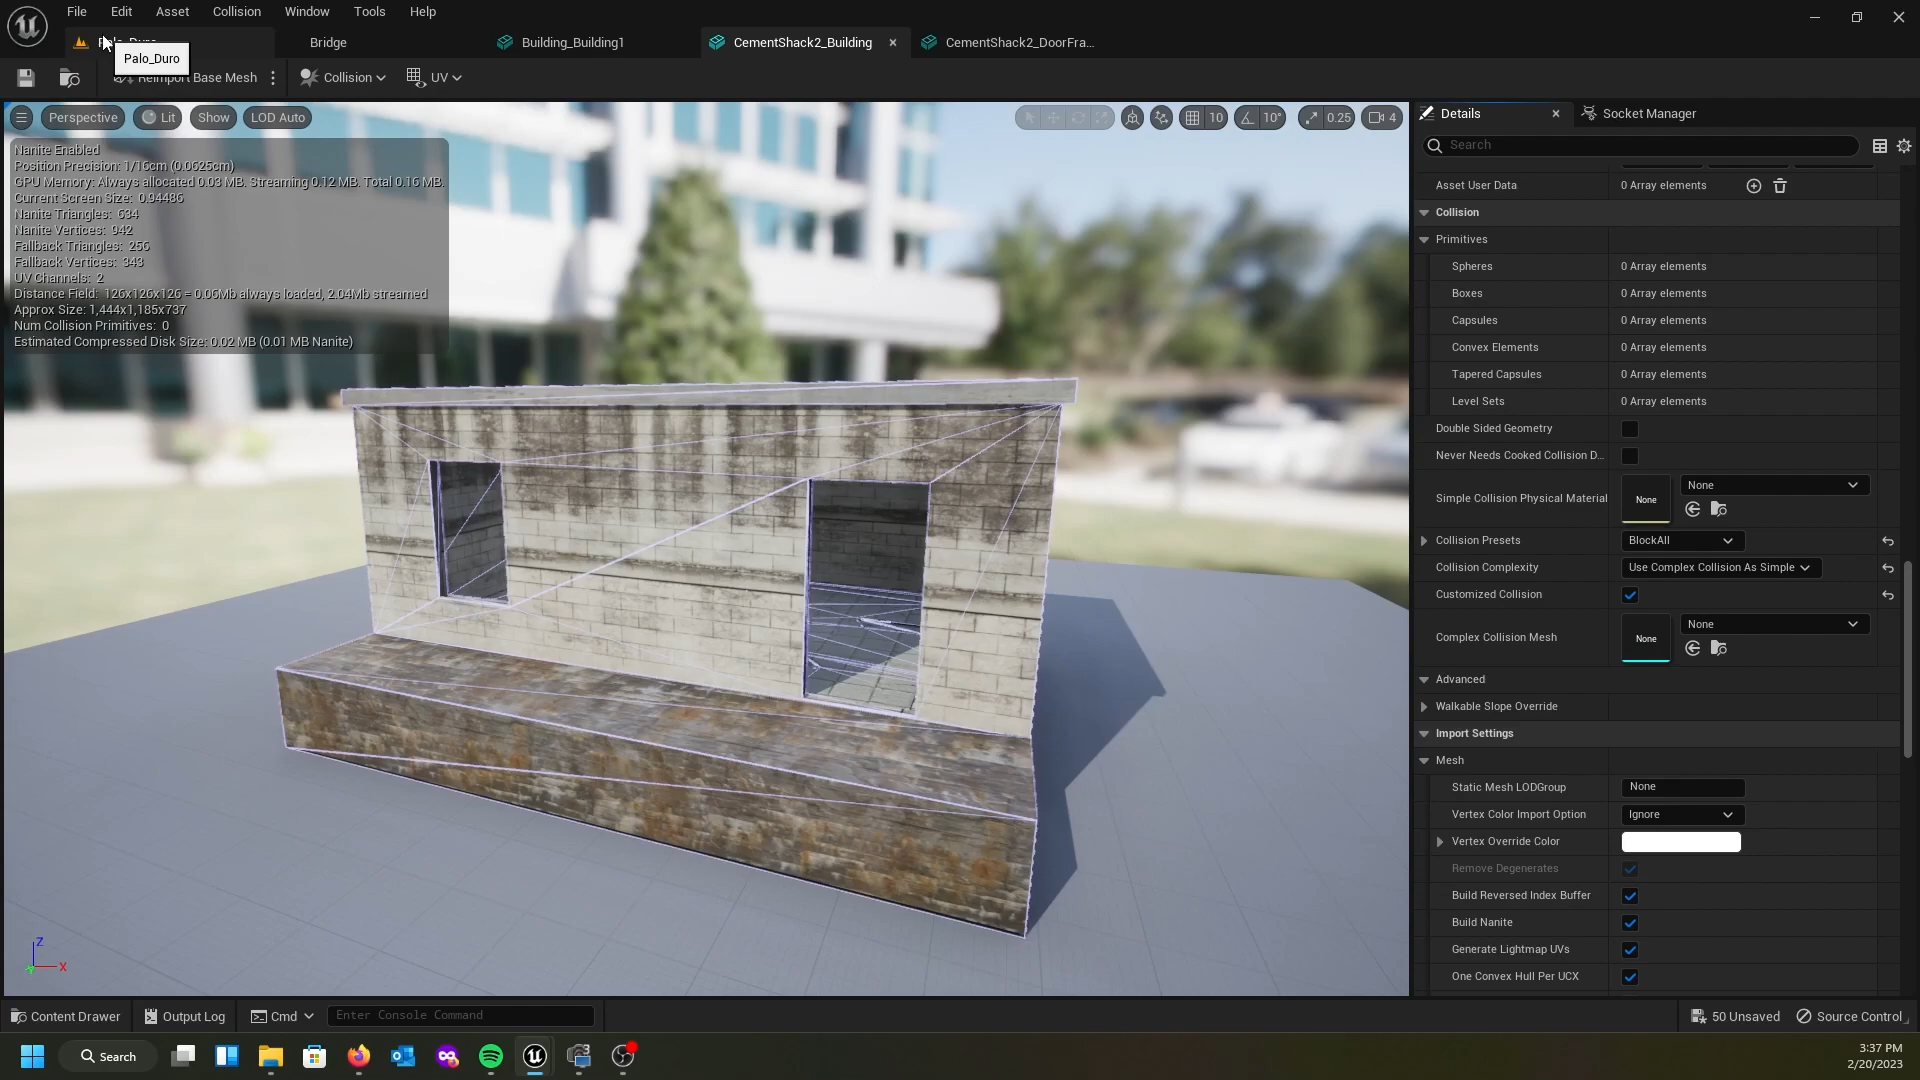 File Edit Asset Collision Window Tools Help
Palo_Duro Bridge Building_Building1 CementShack2_Building CementShack2_DoorFra...
Palo_Duro
Reimport Base Mesh Collision UV
Perspective Lit Show LOD Auto 10 10° 0.25 4
Nanite Enabled
Position Precision: 1/16cm (0.0625cm)
GPU Memory: Always allocated 0.03 MB. Streaming 0.12 MB. Total 0.16 MB.
Current Screen Size: 0.94486
Nanite Triangles: 634
Nanite Vertices: 942
Fallback Triangles: 256
Fallback Vertices: 343
UV Channels: 2
Distance Field: 126x126x126 = 0.06Mb always loaded, 2.04Mb streamed
Approx Size: 1,444x1,185x737
Num Collision Primitives: 0
Estimated Compressed Disk Size: 0.02 MB (0.01 MB Nanite)
Z
X
Details Socket Manager
Search
Asset User Data 0 Array elements
Collision
Primitives
Spheres 0 Array elements
Boxes 0 Array elements
Capsules 0 Array elements
Convex Elements 0 Array elements
Tapered Capsules 0 Array elements
Level Sets 0 Array elements
Double Sided Geometry
Never Needs Cooked Collision D...
Simple Collision Physical Material None None
Collision Presets BlockAll
Collision Complexity Use Complex Collision As Simple
Customized Collision
Complex Collision Mesh None None
Advanced
Walkable Slope Override
Import Settings
Mesh
Static Mesh LODGroup None
Vertex Color Import Option Ignore
Vertex Override Color
Remove Degenerates
Build Reversed Index Buffer
Build Nanite
Generate Lightmap UVs
One Convex Hull Per UCX
Content Drawer Output Log Cmd Enter Console Command 50 Unsaved Source Control
Search
3:37 PM
2/20/2023